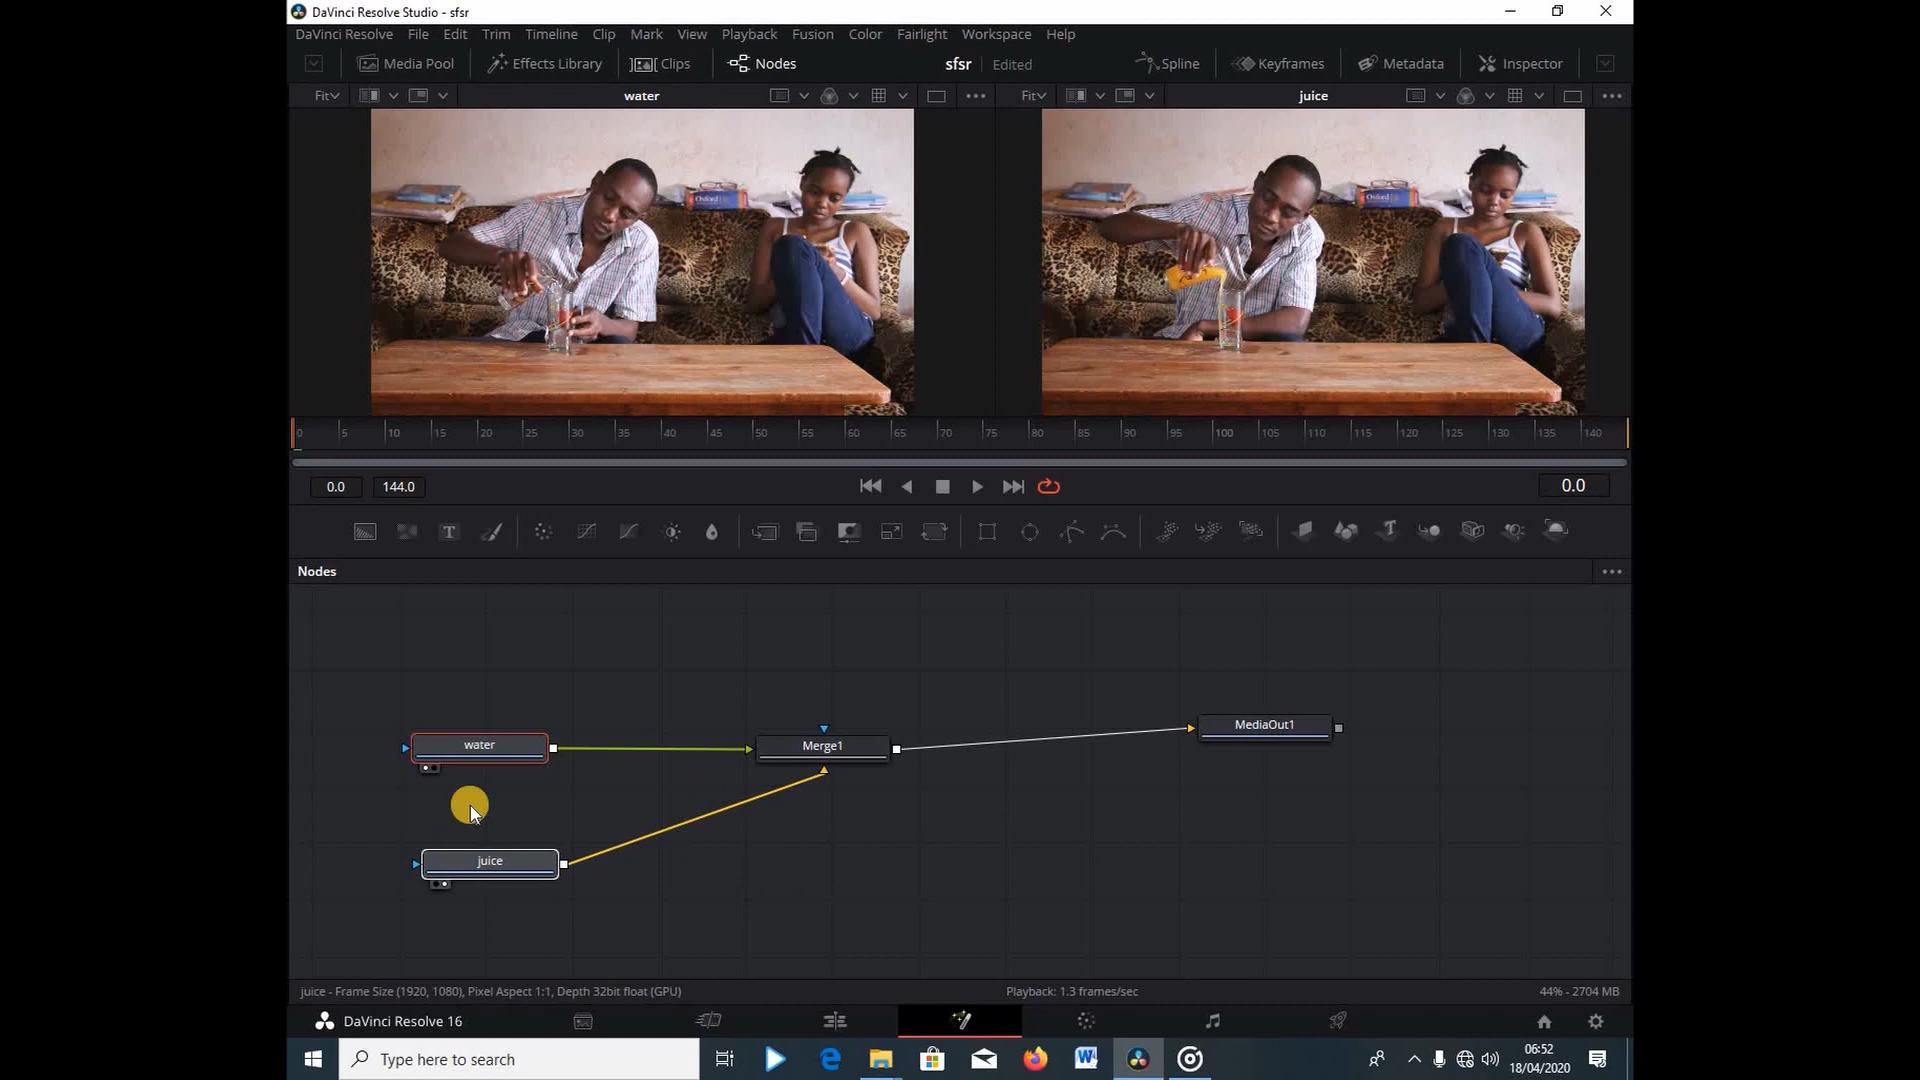 DaVinci Resolve Studio - sfsr
DaVinci Resolve File Edit Trim Timeline Clip Mark View Playback Fusion Color Fairlight Workspace Help
Media Pool Effects Library Clips Nodes sfsr Edited Spline Keyframes Metadata Inspector
Fit water Fit juice
Oxford Oxford
0 5 10 15 20 25 30 35 40 45 50 55 60 65 70 75 80 85 90 95 100 105 110 115 120 125 130 135 140
0.0 144.0 0.0
T T
Nodes
MediaOut1
water Merge1
juice
juice - Frame Size (1920, 1080), Pixel Aspect 1:1, Depth 32bit float (GPU) Playback: 1.3 frames/sec 44% - 2704 MB
DaVinci Resolve 16
Type here to search
06:52
18/04/2020